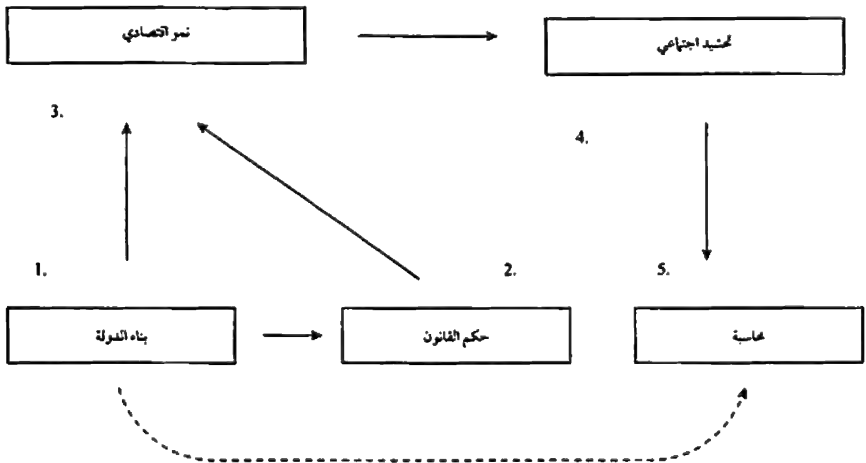 نمو اقتصادي
تحشيد اجتماعي
3.
4.
1.
2.
5.
بناء الدولة
حكم القانون
محاسبة